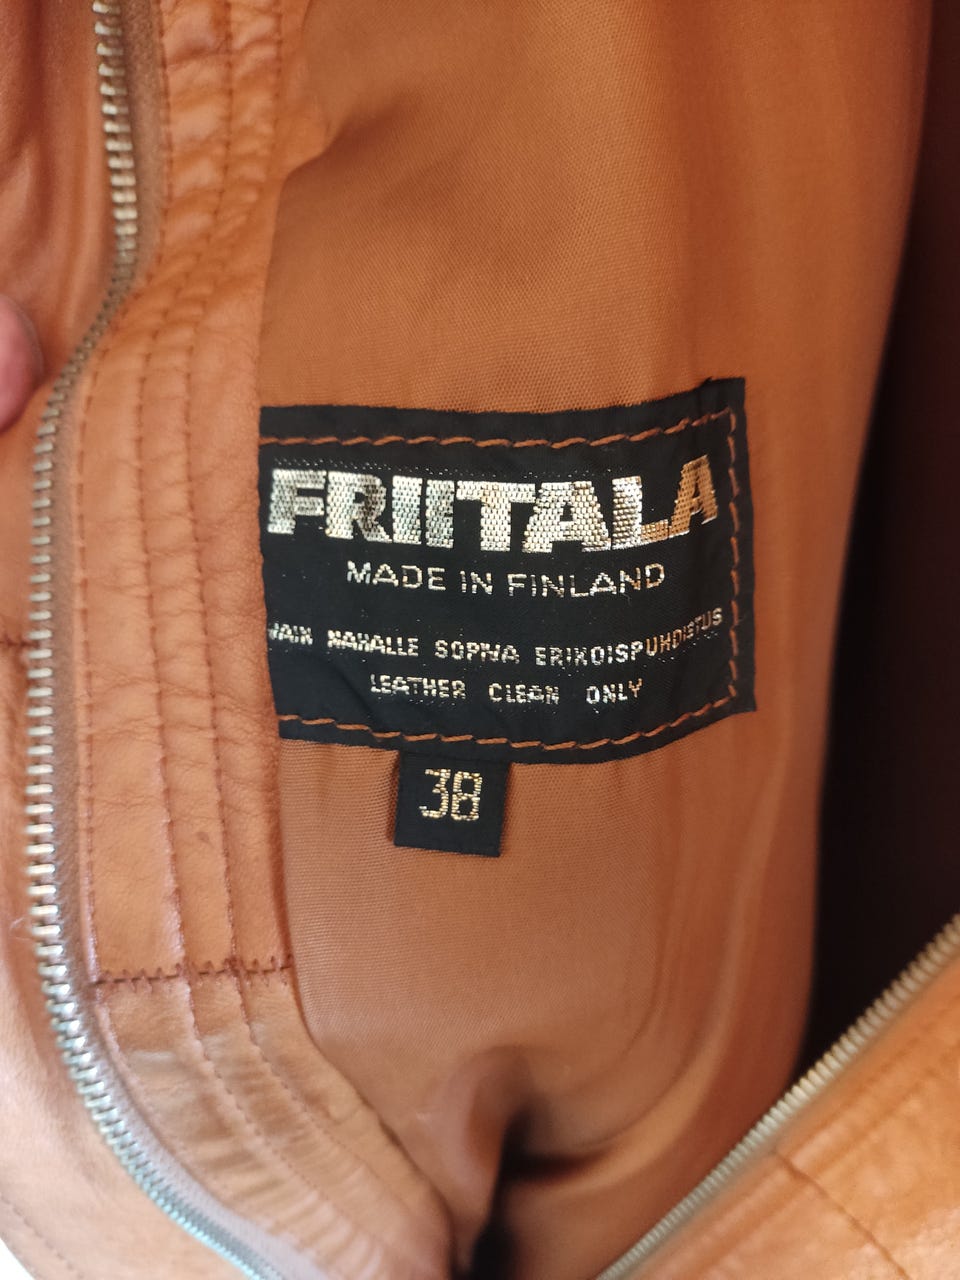 FRIITALA
MADE IN FINLAND
VAIN NAHALLE SOPIVA ERIKOISPUHDISTUS
LEATHER CLEAN ONLY
38